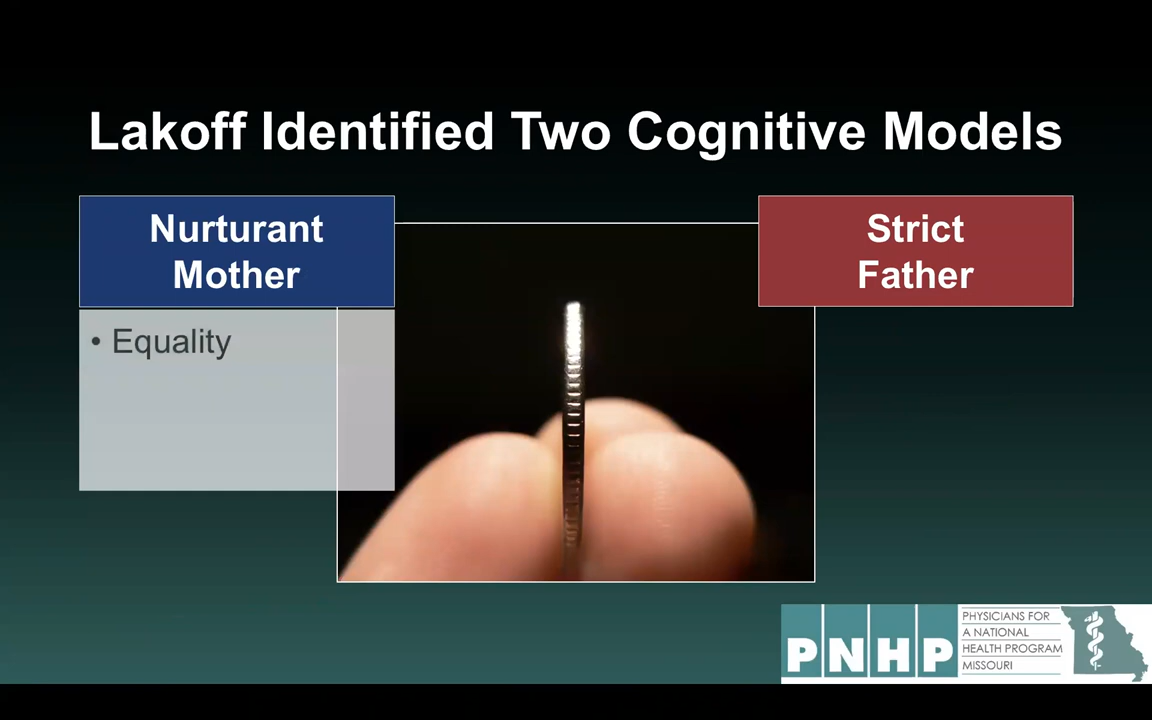 Lakoff Identified Two Cognitive Models
Nurturant
Mother
• Equality
Strict
Father
PNHP
PHYSICIANS FOR
A NATIONAL
HEALTH PROGRAM
MISSOURI